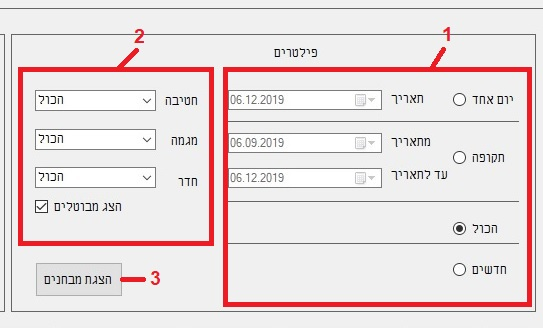 1
2
פילטרים
יום אחד
תאריך
06.12.2019
תקופה
מתאריך
06.09.2019
עד לתאריך
06.12.2019
הכול
חדשים
חטיבה
הכול
מגמה
הכול
חדר
הכול
הצג מבוטלים
הצגת מבחנים
3